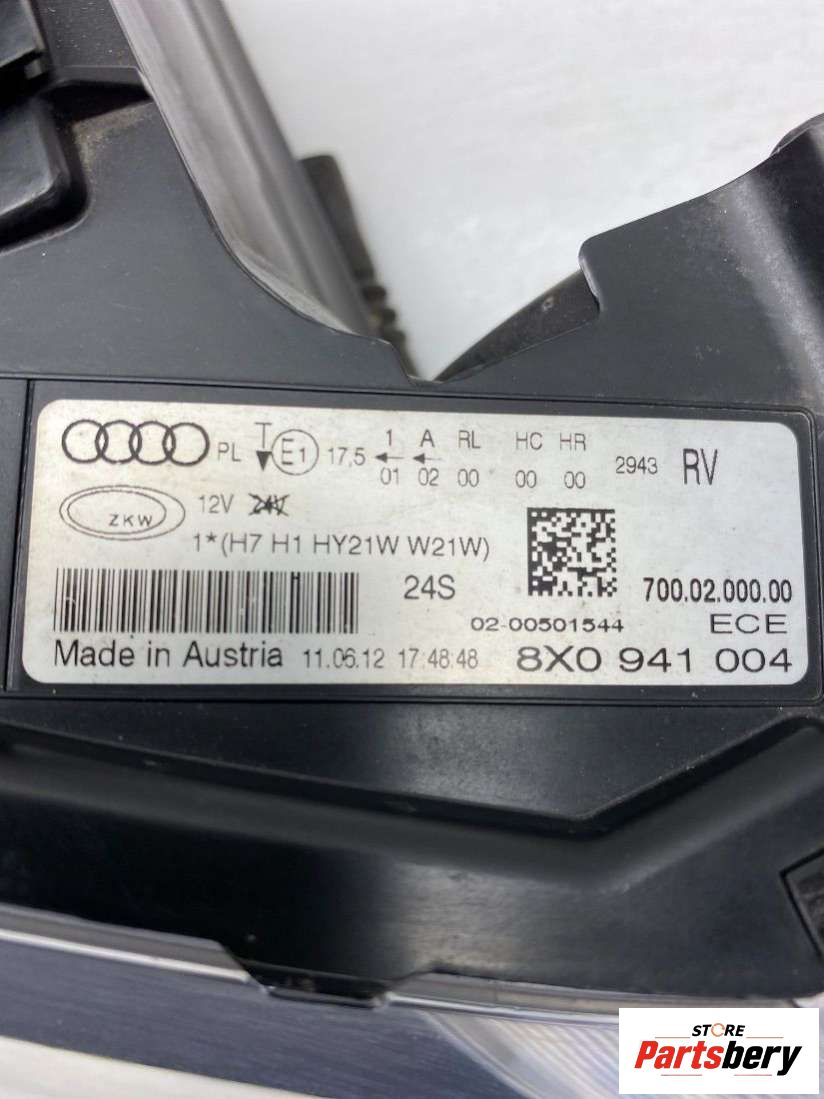 PL T E1 17,5 ← 1 ← A RL HC HR 2943 RV
01 02 00 00 00
ZKW 12V 24V
1*(H7 H1 HY21W W21W)
24S 700.02.000.00
02-00501544 ECE
Made in Austria 11.06.12 17:48:48 8X0 941 004
STORE
Partsbery